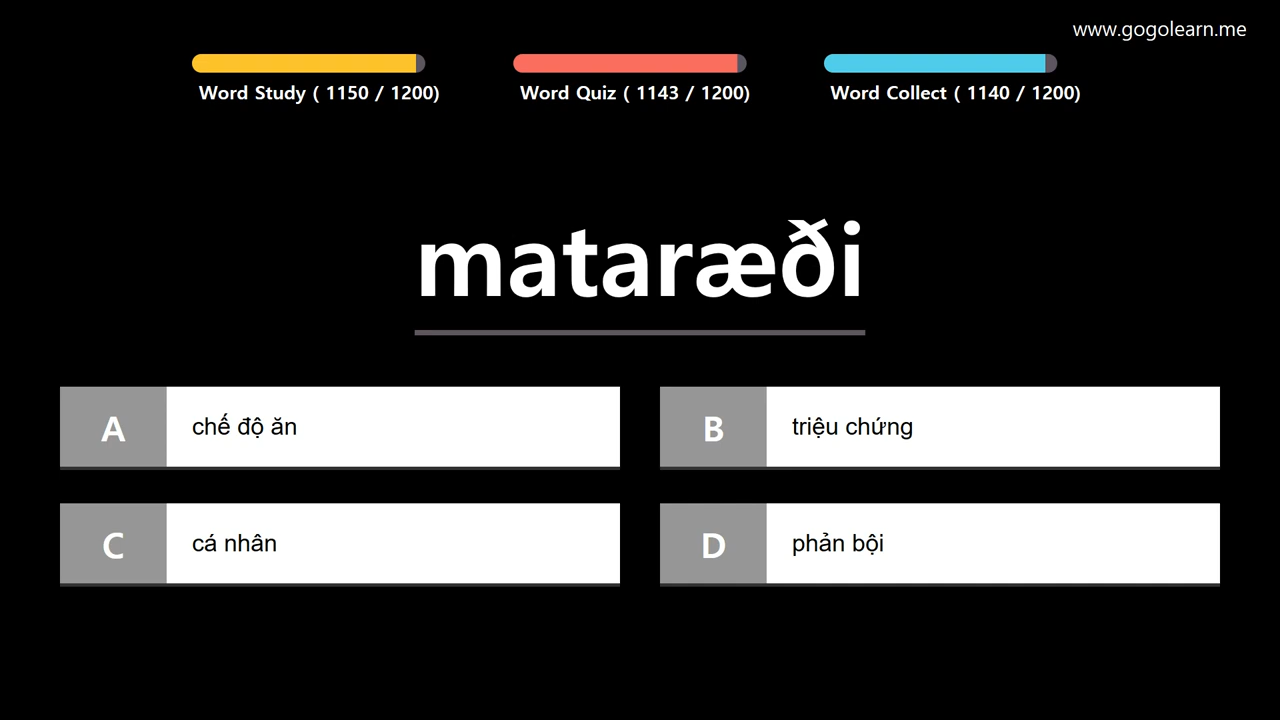 www.gogolearn.me
Word Study ( 1150 / 1200)
Word Quiz ( 1143 / 1200)
Word Collect ( 1140 / 1200)
mataræði
A chế độ ăn
B triệu chứng
C cá nhân
D phản bội